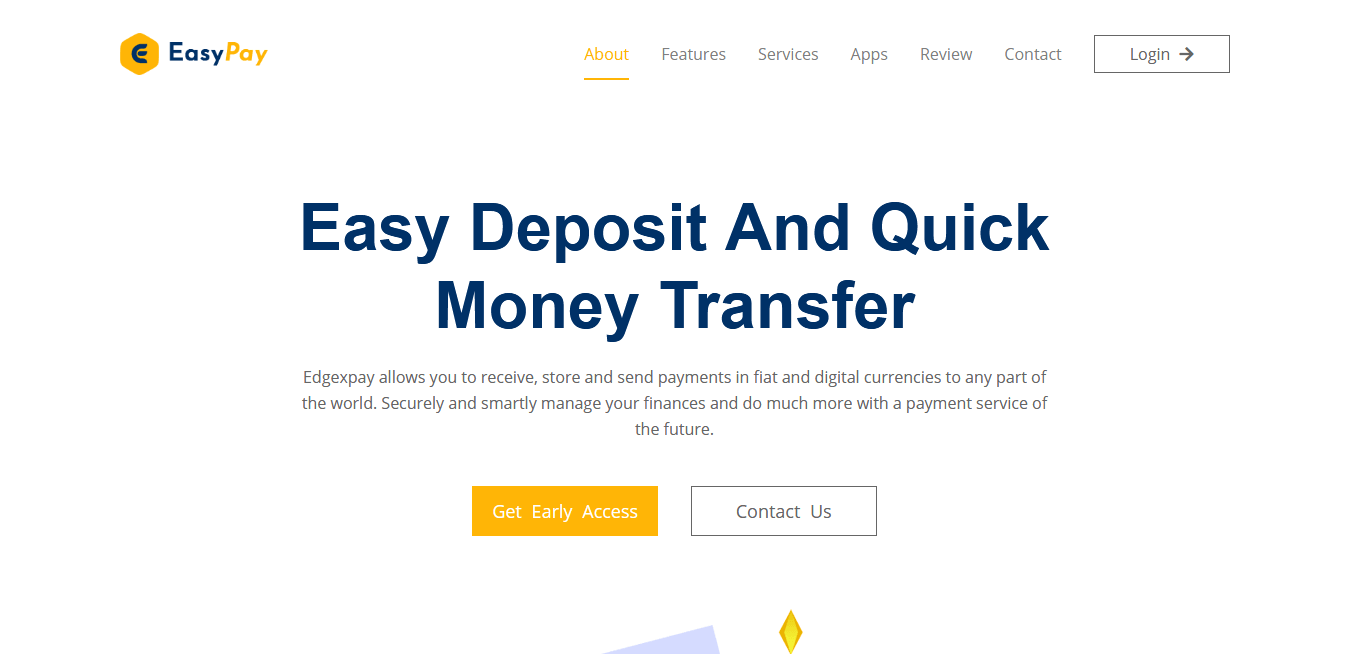 EasyPay
About Features Services Apps Review Contact Login
Easy Deposit And Quick
Money Transfer
Edgexpay allows you to receive, store and send payments in fiat and digital currencies to any part of
the world. Securely and smartly manage your finances and do much more with a payment service of
the future.
Get Early Access Contact Us